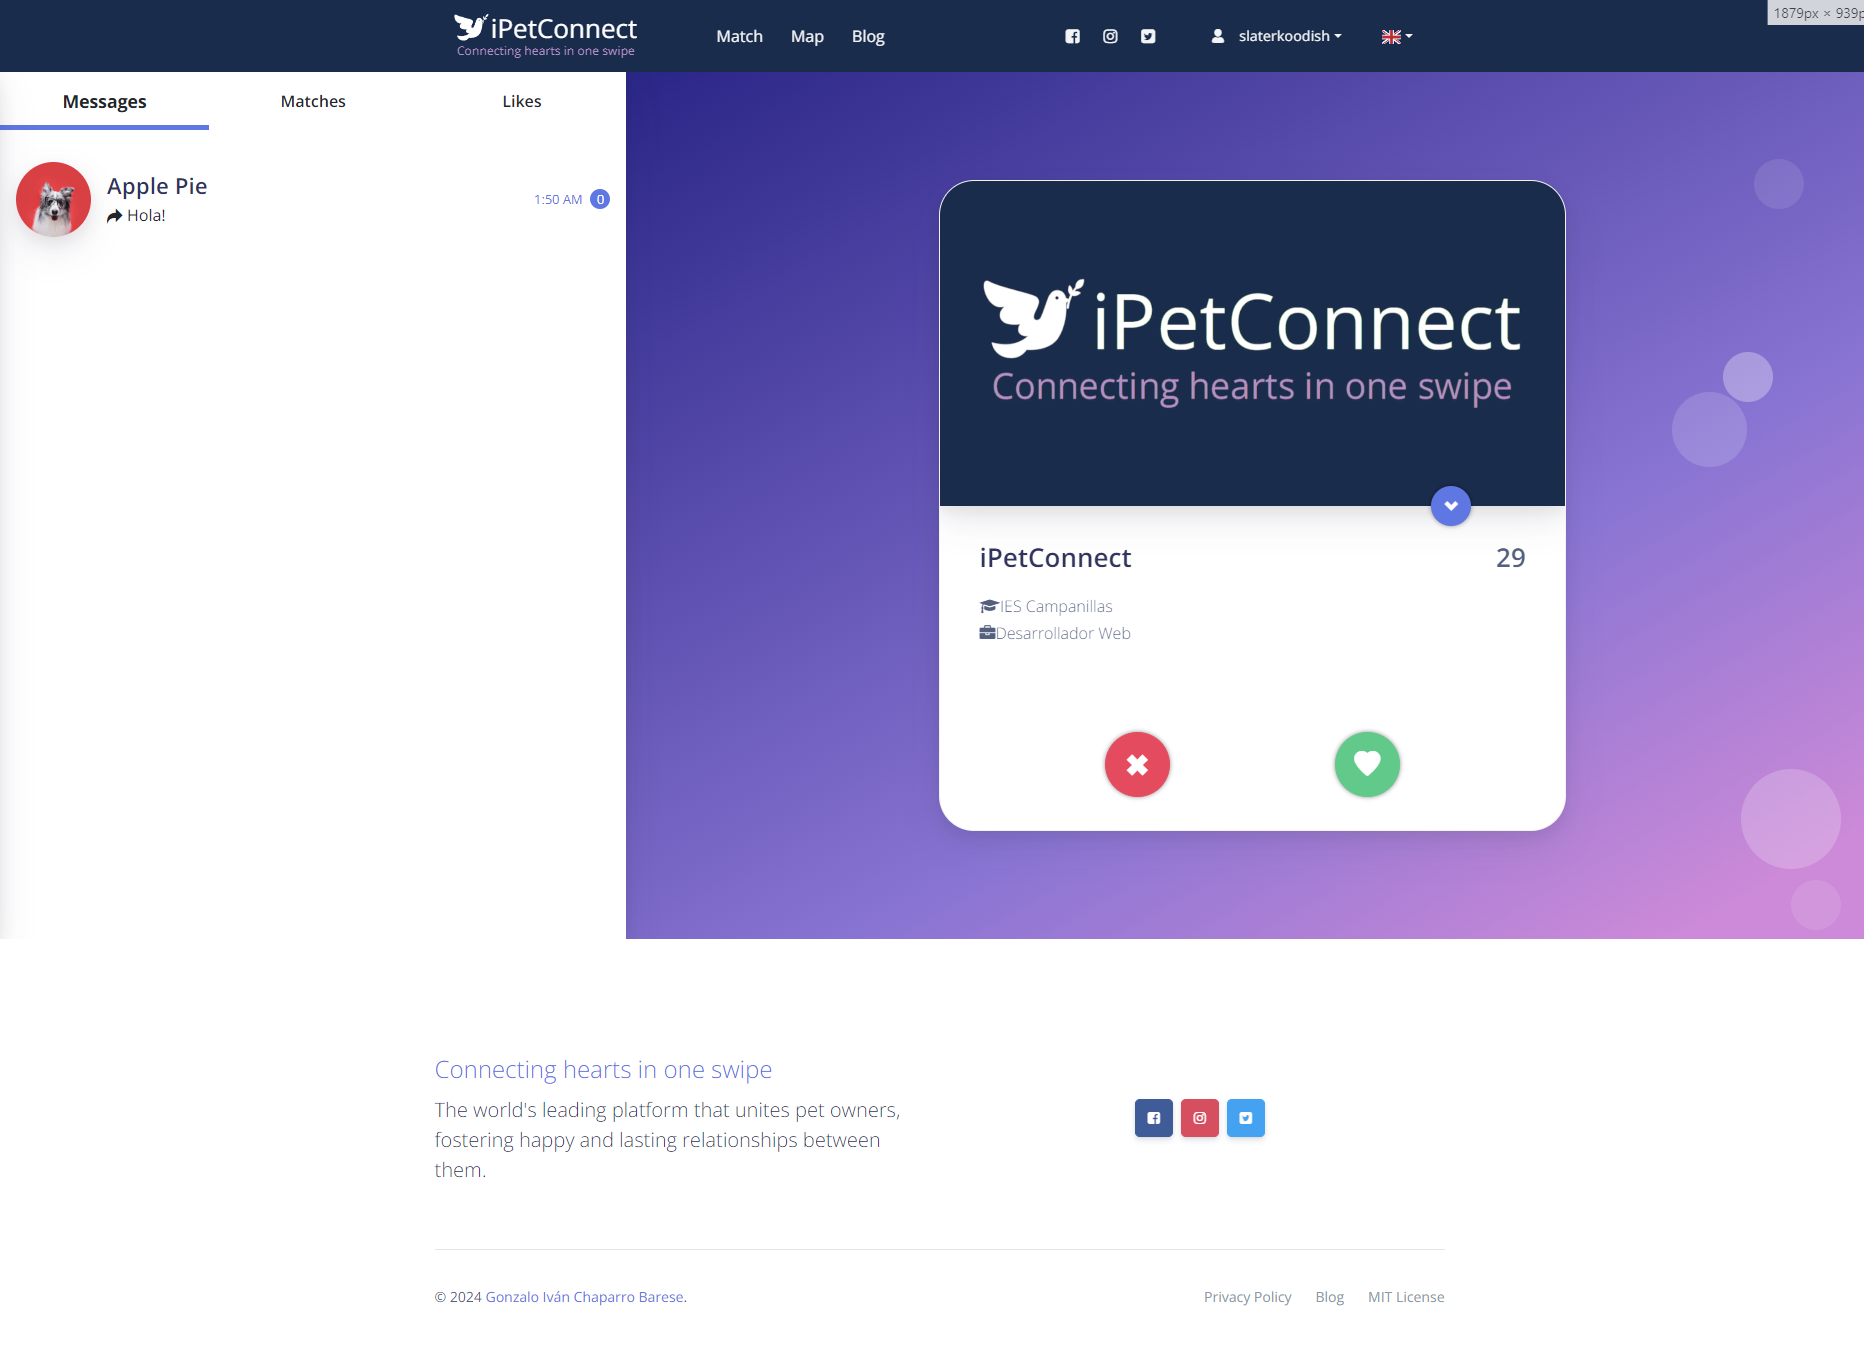 iPetConnect
Connecting hearts in one swipe
Match Map Blog
slaterkoodish
Messages Matches Likes
Apple Pie
Hola!
1:50 AM 0
iPetConnect
Connecting hearts in one swipe
iPetConnect 29
IES Campanillas
Desarrollador Web
Connecting hearts in one swipe
The world's leading platform that unites pet owners,
fostering happy and lasting relationships between
them.
© 2024 Gonzalo Iván Chaparro Barese.
Privacy Policy Blog MIT License
1879px × 939p